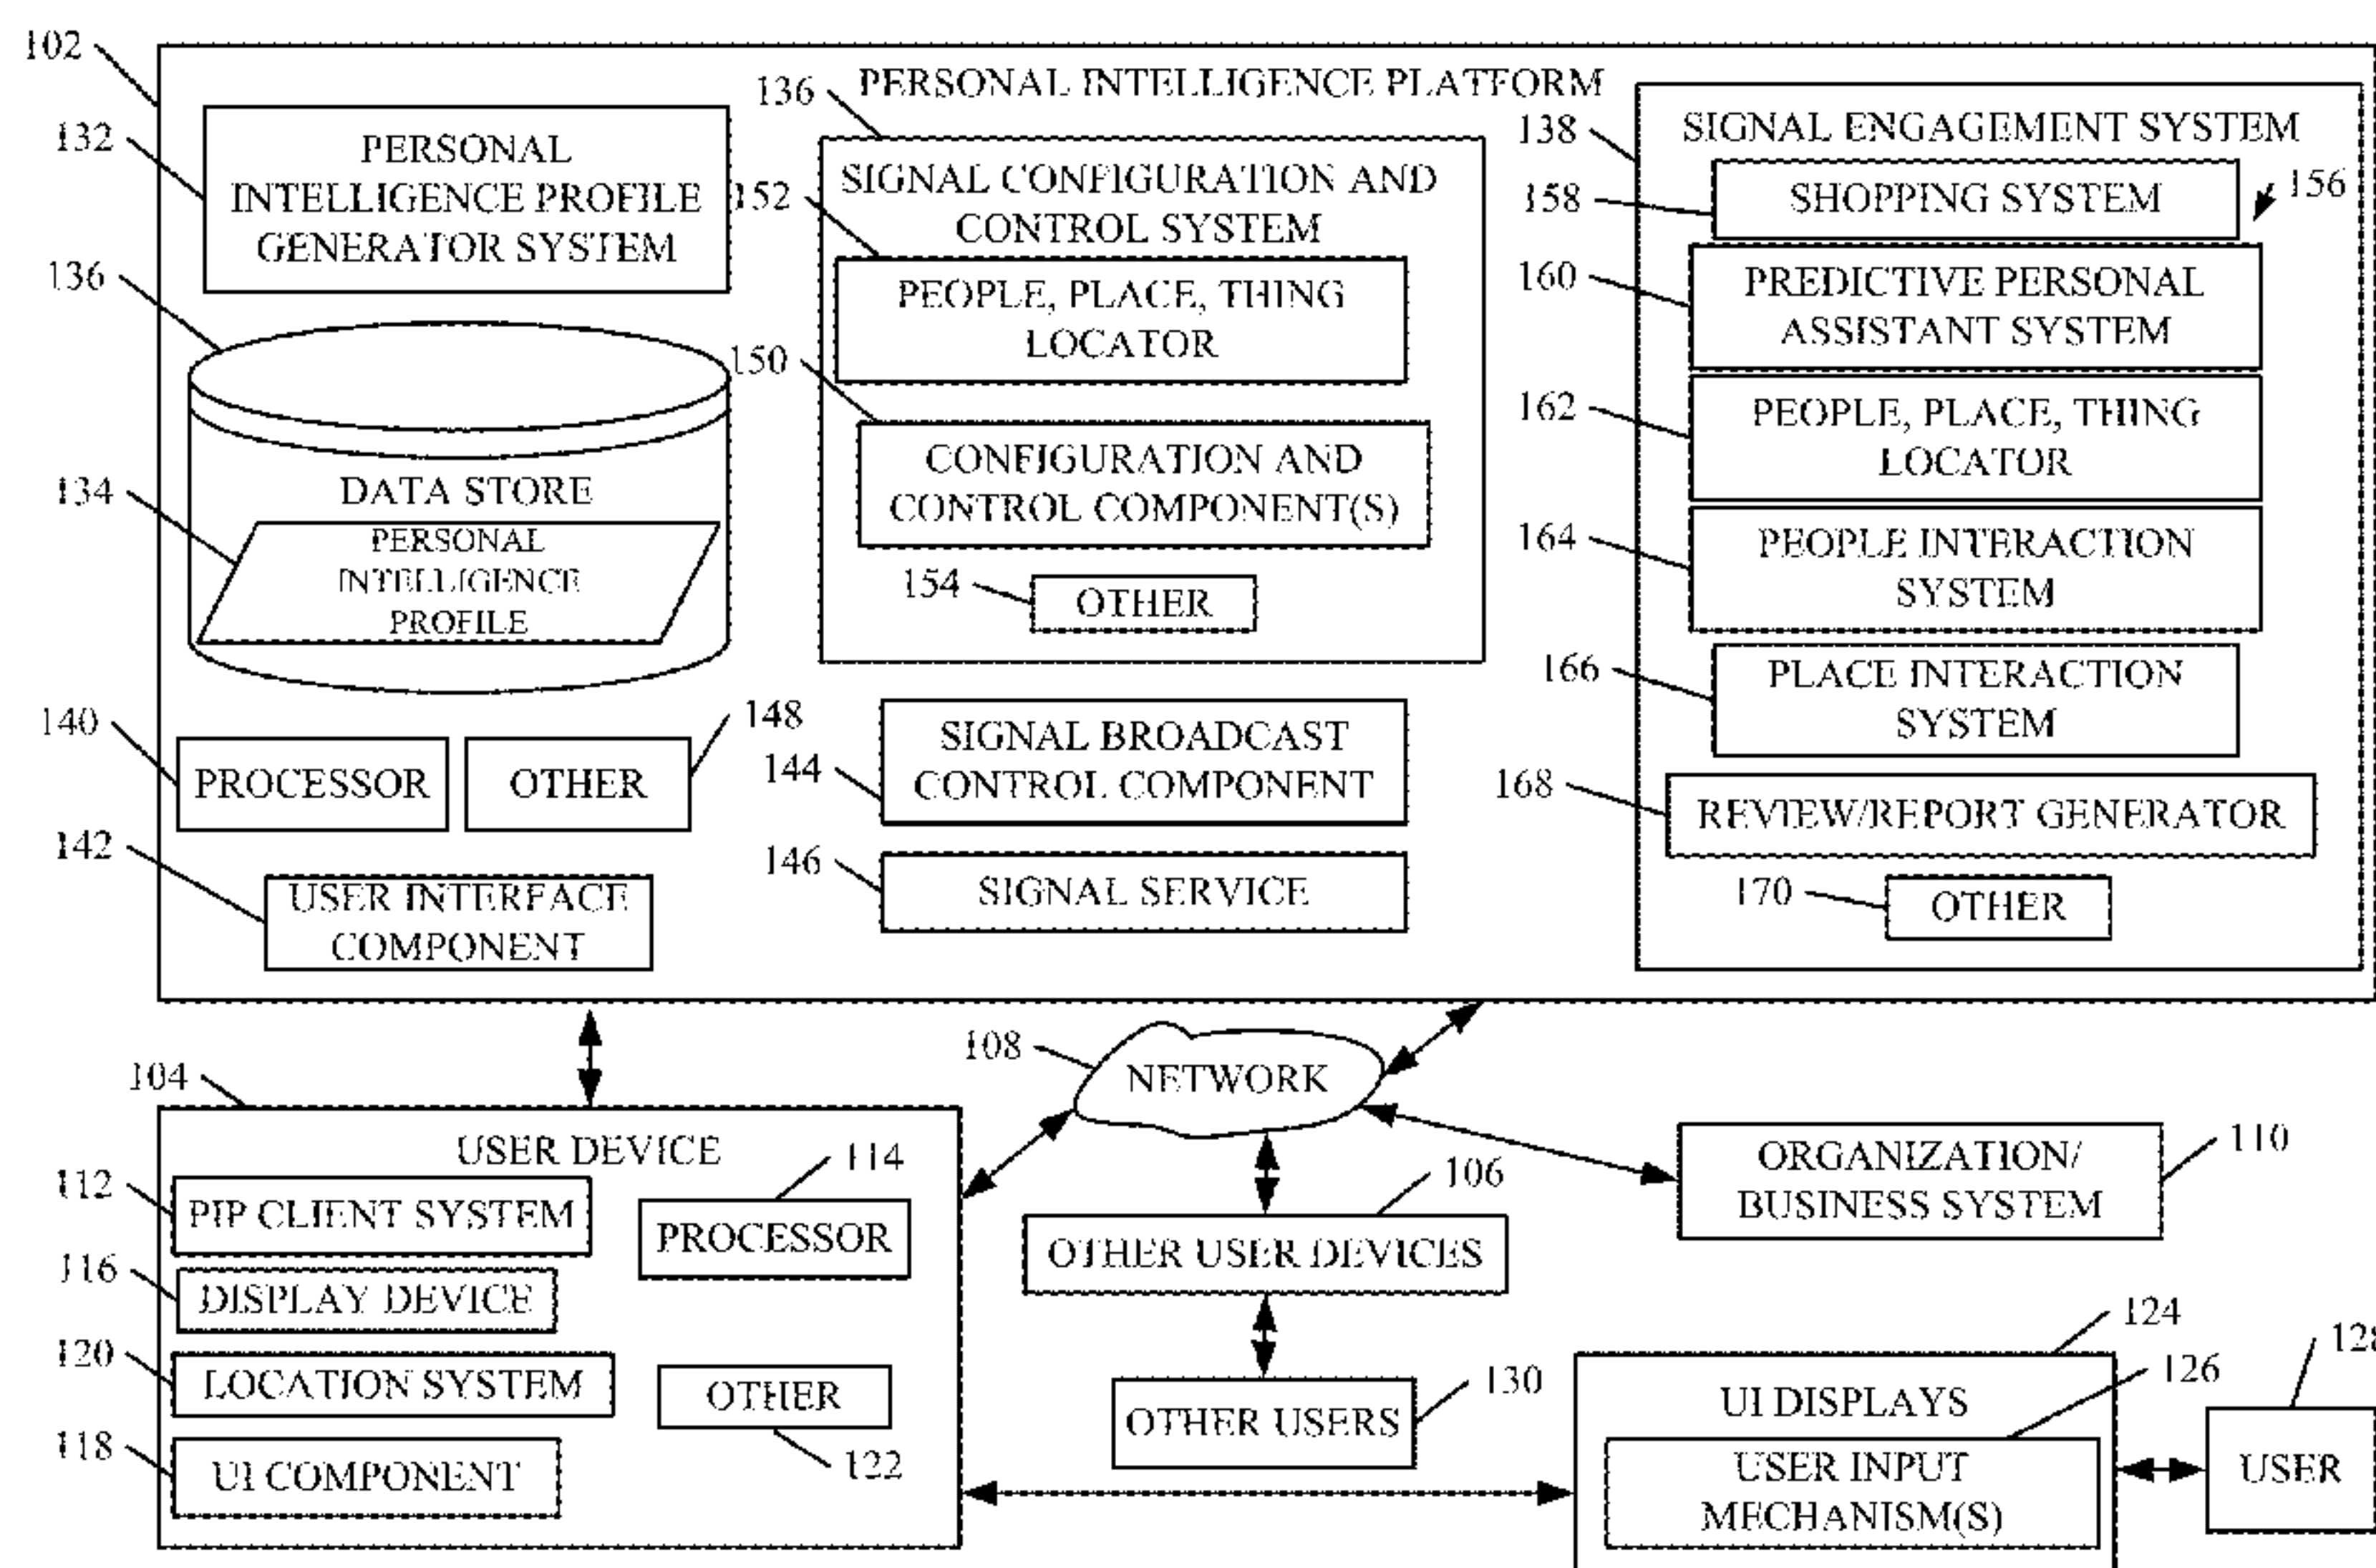 102
PERSONAL INTELLIGENCE PLATFORM
132
PERSONAL
INTELLIGENCE PROFILE
GENERATOR SYSTEM
136
DATA STORE
134
PERSONAL
INTELLIGENCE
PROFILE
140
PROCESSOR
148
OTHER
142
USER INTERFACE
COMPONENT
136
SIGNAL CONFIGURATION AND
CONTROL SYSTEM
152
PEOPLE, PLACE, THING
LOCATOR
150
CONFIGURATION AND
CONTROL COMPONENT(S)
154
OTHER
144
SIGNAL BROADCAST
CONTROL COMPONENT
146
SIGNAL SERVICE
138
SIGNAL ENGAGEMENT SYSTEM
156
158
SHOPPING SYSTEM
160
PREDICTIVE PERSONAL
ASSISTANT SYSTEM
162
PEOPLE, PLACE, THING
LOCATOR
164
PEOPLE INTERACTION
SYSTEM
166
PLACE INTERACTION
SYSTEM
168
REVIEW/REPORT GENERATOR
170
OTHER
104
USER DEVICE
112
PIP CLIENT SYSTEM
114
PROCESSOR
116
DISPLAY DEVICE
120
LOCATION SYSTEM
OTHER
122
118
UI COMPONENT
108
NETWORK
106
OTHER USER DEVICES
130
OTHER USERS
110
ORGANIZATION/
BUSINESS SYSTEM
124
UI DISPLAYS
126
USER INPUT
MECHANISM(S)
128
USER